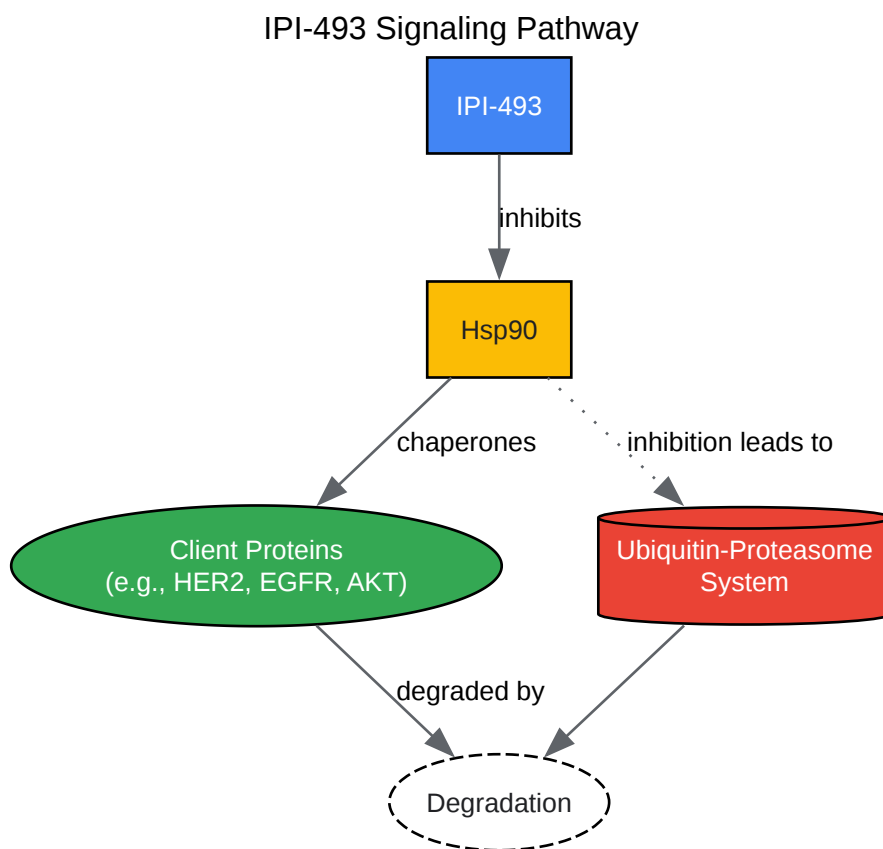 IPI-493 Signaling Pathway
IPI-493
inhibits
Hsp90
chaperones
inhibition leads to
Client Proteins
(e.g., HER2, EGFR, AKT)
Ubiquitin-Proteasome
System
degraded by
Degradation